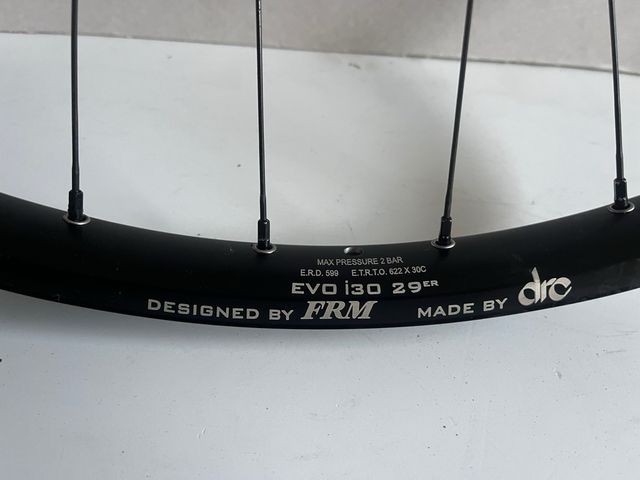 MAX PRESSURE 2 BAR
E.R.D. 599 E.T.R.T.O. 622 X 30C
EVO i30 29ER
DESIGNED BY FRM MADE BY drc